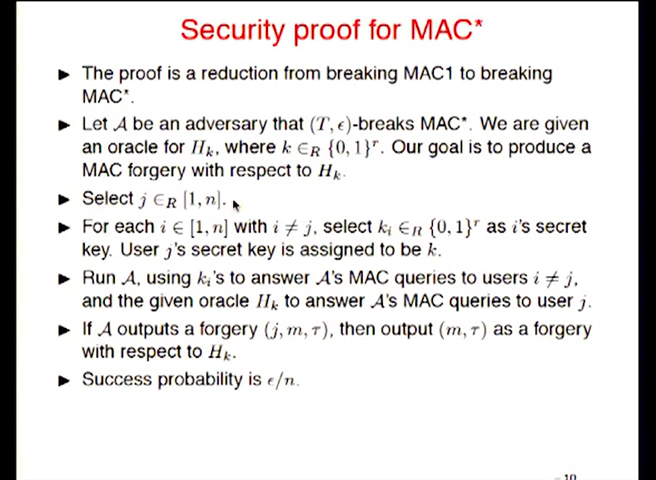 Security proof for MAC*
▶ The proof is a reduction from breaking MAC1 to breaking
MAC*.
▶ Let 𝒜 be an adversary that (T, ϵ)-breaks MAC*. We are given
an oracle for H_k, where k ∈_R {0, 1}^r. Our goal is to produce a
MAC forgery with respect to H_k.
▶ Select j ∈_R [1, n].
▶ For each i ∈ [1, n] with i ≠ j, select k_i ∈_R {0, 1}^r as i's secret
key. User j's secret key is assigned to be k.
▶ Run 𝒜, using k_i's to answer 𝒜's MAC queries to users i ≠ j,
and the given oracle H_k to answer 𝒜's MAC queries to user j.
▶ If 𝒜 outputs a forgery (j, m, τ), then output (m, τ) as a forgery
with respect to H_k.
▶ Success probability is ϵ/n.